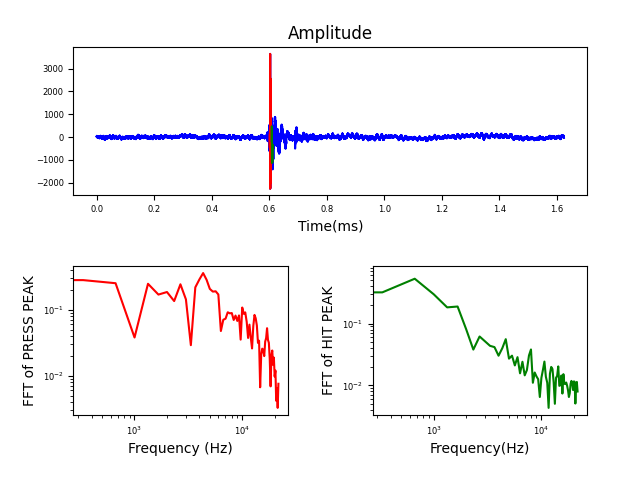 Amplitude
3000
2000
1000
0
−1000
−2000
0.0 0.2 0.4 0.6 0.8 1.0 1.2 1.4 1.6
Time(ms)
FFT of PRESS PEAK
10⁻¹
10⁻²
10³ 10⁴
Frequency (Hz)
FFT of HIT PEAK
10⁻¹
10⁻²
10³ 10⁴
Frequency(Hz)